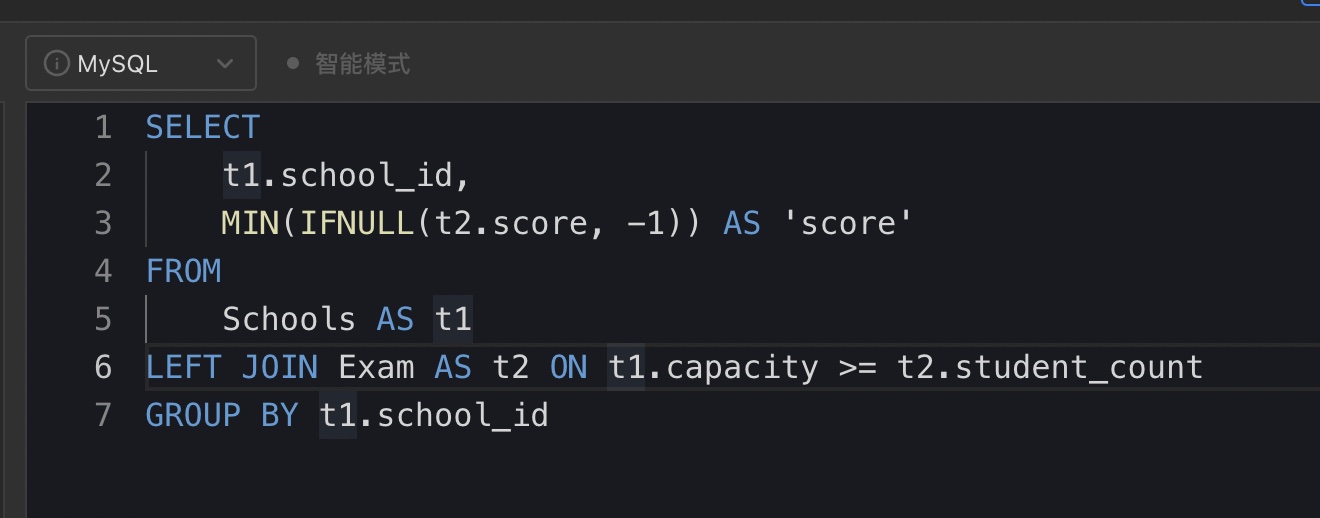 MySQL 智能模式
1 SELECT
2 t1.school_id,
3 MIN(IFNULL(t2.score, -1)) AS 'score'
4 FROM
5 Schools AS t1
6 LEFT JOIN Exam AS t2 ON t1.capacity >= t2.student_count
7 GROUP BY t1.school_id